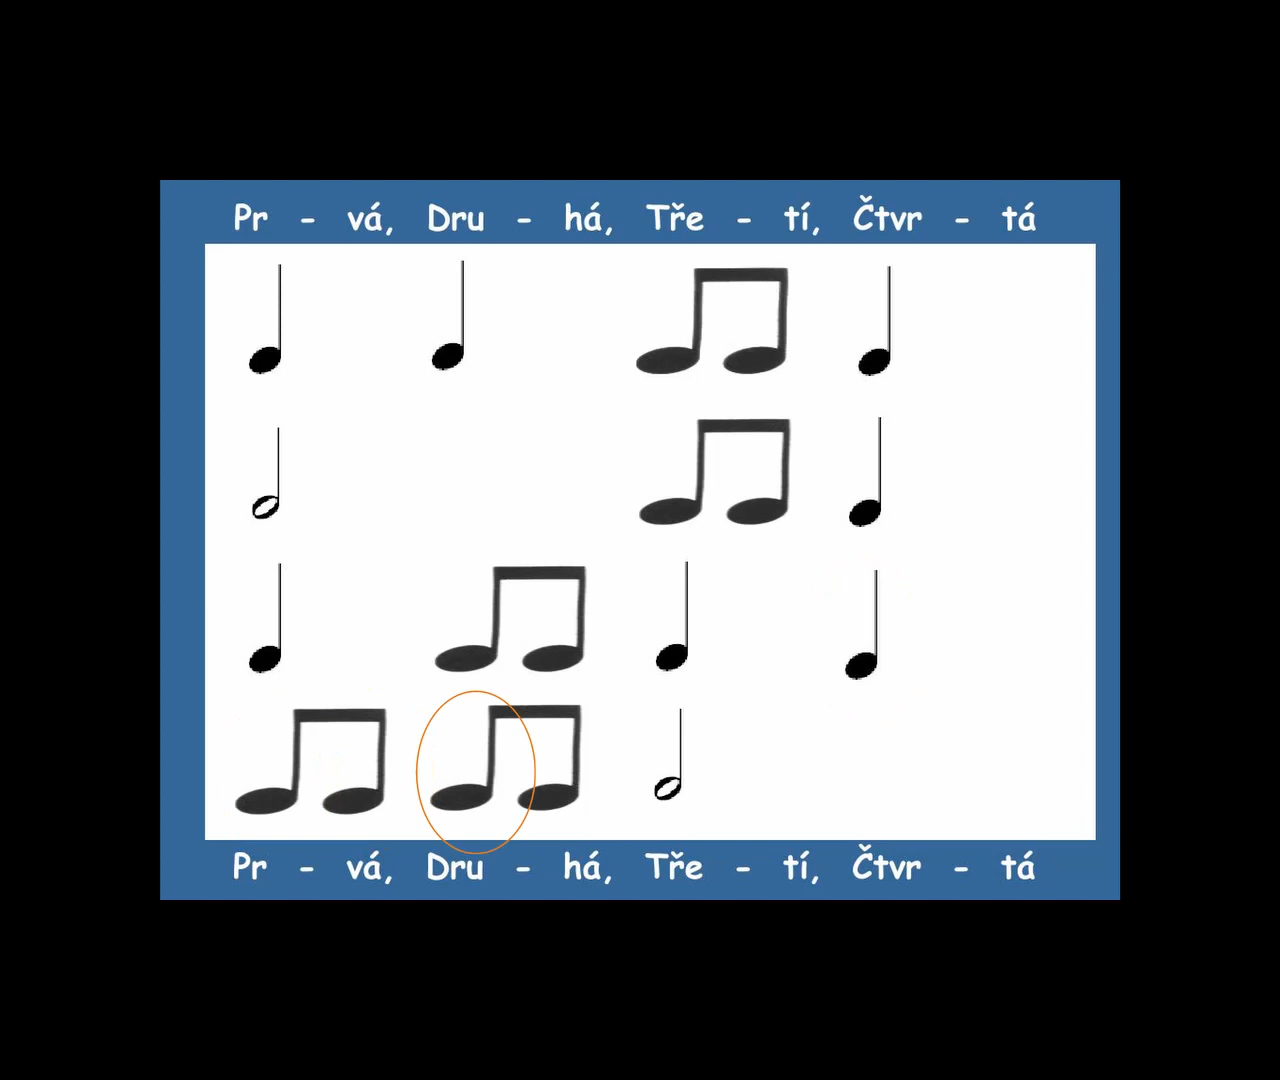 Pr - vá, Dru - há, Tře - tí, Čtvr - tá
Pr - vá, Dru - há, Tře - tí, Čtvr - tá